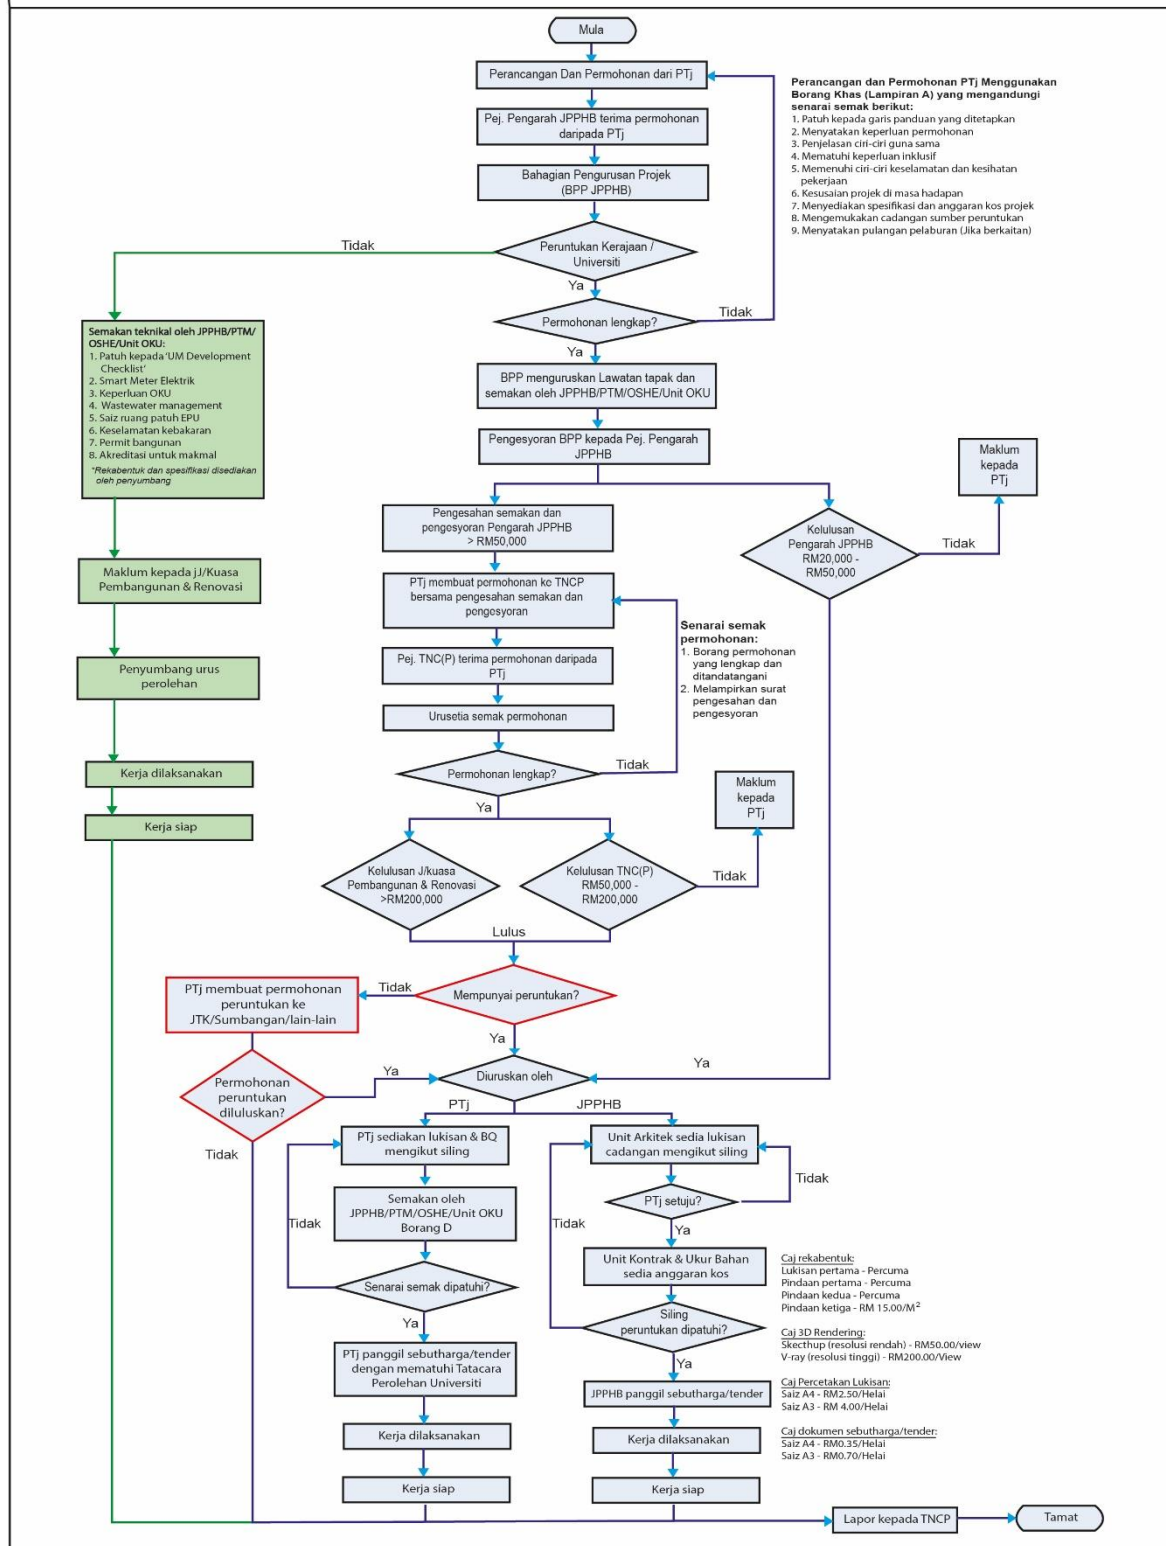 Mula
Perancangan Dan Permohonan dari PTj
Perancangan dan Permohonan PTj Menggunakan
Borang Khas (Lampiran A) yang mengandungi
senarai semak berikut:
1. Patuh kepada garis panduan yang ditetapkan
2. Menyatakan keperluan permohonan
3. Penjelasan ciri-ciri guna sama
4. Mematuhi keperluan inklusif
5. Memenuhi ciri-ciri keselamatan dan kesihatan
pekerjaan
6. Kesusaian projek di masa hadapan
7. Menyediakan spesifikasi dan anggaran kos projek
8. Mengemukakan cadangan sumber peruntukan
9. Menyatakan pulangan pelaburan (Jika berkaitan)
Pej. Pengarah JPPHB terima permohonan
daripada PTj
Bahagian Pengurusan Projek
(BPP JPPHB)
Tidak
Peruntukan Kerajaan /
Universiti
Ya
Permohonan lengkap?
Tidak
Ya
Semakan teknikal oleh JPPHB/PTM/
OSHE/Unit OKU:
1. Patuh kepada 'UM Development
Checklist'
2. Smart Meter Elektrik
3. Keperluan OKU
4. Wastewater management
5. Saiz ruang patuh EPU
6. Keselamatan kebakaran
7. Permit bangunan
8. Akreditasi untuk makmal
*Rekabentuk dan spesifikasi disediakan
oleh penyumbang
BPP menguruskan Lawatan tapak dan
semakan oleh JPPHB/PTM/OSHE/Unit OKU
Pengesyoran BPP kepada Pej. Pengarah
JPPHB
Maklum
kepada
PTj
Pengesahan semakan dan
pengesyoran Pengarah JPPHB
> RM50,000
Kelulusan
Pengarah JPPHB
RM20,000 -
RM50,000
Tidak
Maklum kepada jJ/Kuasa
Pembangunan & Renovasi
PTj membuat permohonan ke TNCP
bersama pengesahan semakan dan
pengesyoran
Senarai semak
permohonan:
1. Borang permohonan
yang lengkap dan
ditandatangani
2. Melampirkan surat
pengesahan dan
pengesyoran
Pej. TNC(P) terima permohonan daripada
PTj
Penyumbang urus
perolehan
Urusetia semak permohonan
Kerja dilaksanakan
Permohonan lengkap?
Tidak
Ya
Maklum
kepada
PTj
Kerja siap
Kelulusan J/kuasa
Pembangunan & Renovasi
>RM200,000
Kelulusan TNC(P)
RM50,000 -
RM200,000
Tidak
Lulus
PTj membuat permohonan
peruntukan ke
JTK/Sumbangan/lain-lain
Tidak
Mempunyai peruntukan?
Ya
Permohonan
peruntukan
diluluskan?
Ya
Diuruskan oleh
Ya
Tidak
PTj
JPPHB
PTj sediakan lukisan & BQ
mengikut siling
Unit Arkitek sedia lukisan
cadangan mengikut siling
Tidak
Semakan oleh
JPPHB/PTM/OSHE/Unit OKU
Borang D
Tidak
PTj setuju?
Tidak
Ya
Unit Kontrak & Ukur Bahan
sedia anggaran kos
Senarai semak dipatuhi?
Ya
Siling
peruntukan dipatuhi?
Ya
Caj rekabentuk:
Lukisan pertama - Percuma
Pindaan pertama - Percuma
Pindaan kedua - Percuma
Pindaan ketiga - RM 15.00/M²
Caj 3D Rendering:
Skecthup (resolusi rendah) - RM50.00/view
V-ray (resolusi tinggi) - RM200.00/View
Caj Percetakan Lukisan:
Saiz A4 - RM2.50/Helai
Saiz A3 - RM 4.00/Helai
Caj dokumen sebutharga/tender:
Saiz A4 - RM0.35/Helai
Saiz A3 - RM0.70/Helai
PTj panggil sebutharga/tender
dengan mematuhi Tatacara
Perolehan Universiti
JPPHB panggil sebutharga/tender
Kerja dilaksanakan
Kerja dilaksanakan
Kerja siap
Kerja siap
Lapor kepada TNCP
Tamat